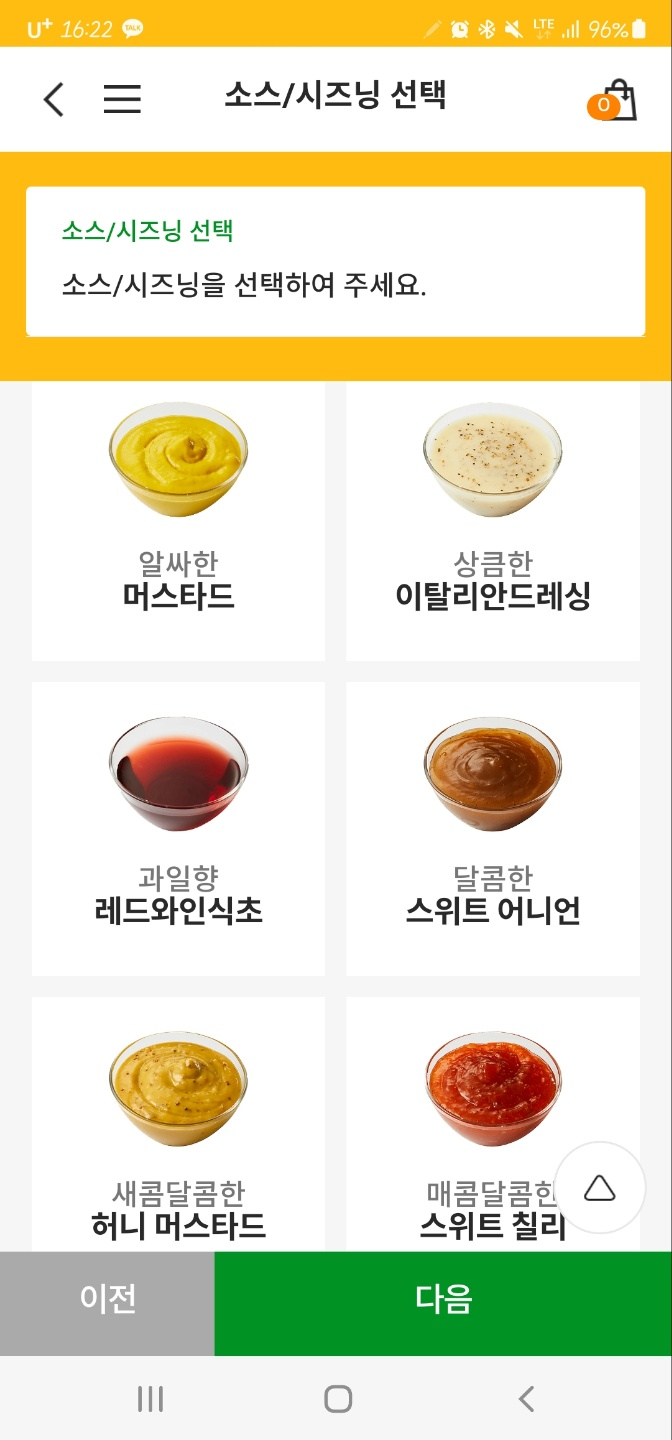 U+ 16:22 TALK LTE 96%
소스/시즈닝 선택
0
소스/시즈닝 선택
소스/시즈닝을 선택하여 주세요.
알싸한
머스타드
상큼한
이탈리안드레싱
과일향
레드와인식초
달콤한
스위트 어니언
새콤달콤한
허니 머스타드
매콤달콤한
스위트 칠리
이전
다음